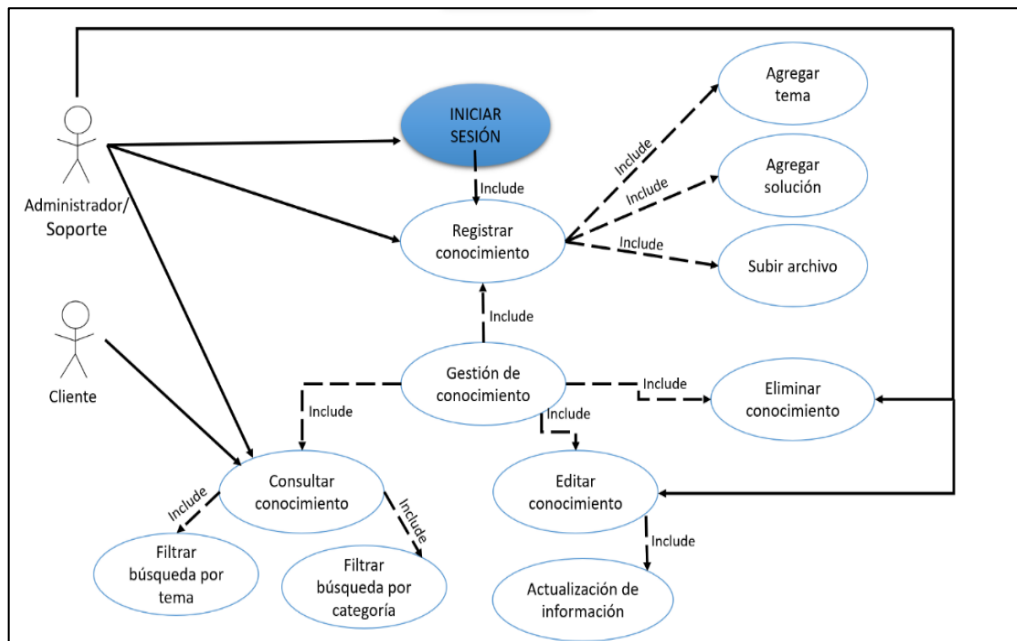 INICIAR
SESIÓN
Agregar
tema
Include
Agregar
solución
Include
Include
Include
Administrador/
Soporte
Registrar
conocimiento
Include
Subir archivo
Include
Cliente
Gestión de
conocimiento
Include
Eliminar
conocimiento
Include
Include
Consultar
conocimiento
Editar
conocimiento
Include
Include
Include
Filtrar
búsqueda por
tema
Filtrar
búsqueda por
categoría
Actualización de
información